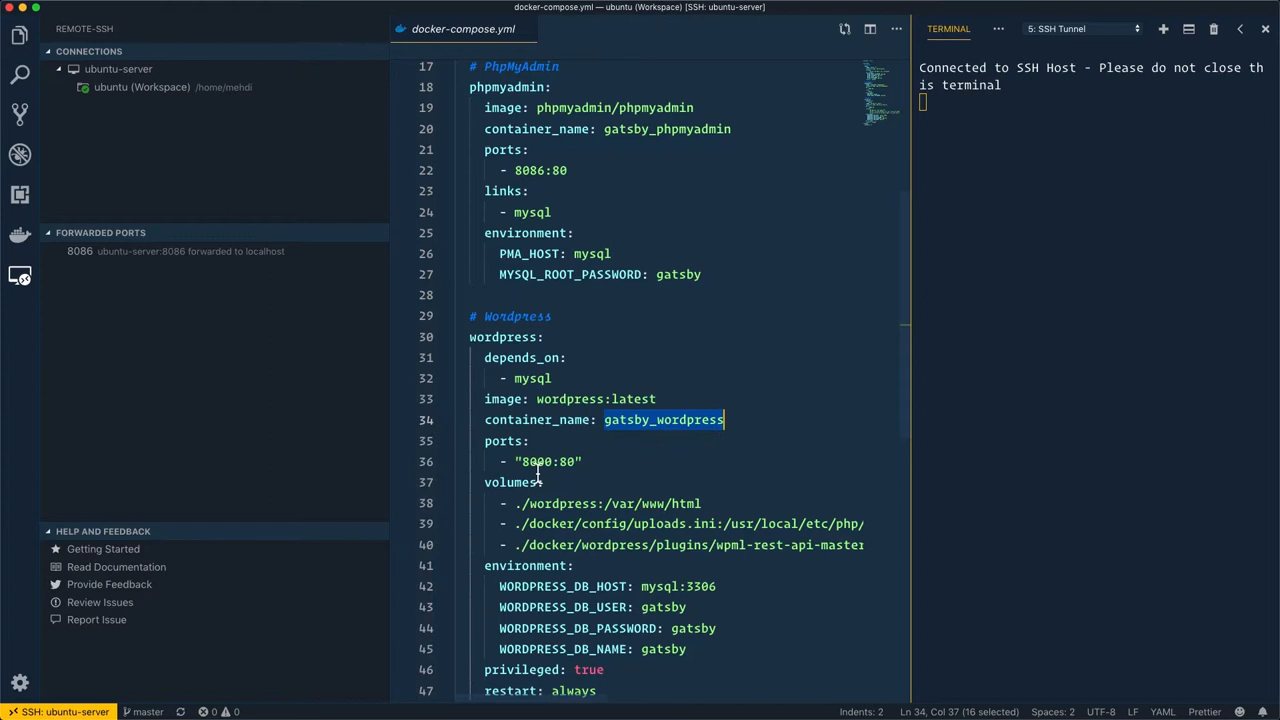 docker-compose.yml — ubuntu (Workspace) [SSH: ubuntu-server]
REMOTE-SSH
CONNECTIONS
ubuntu-server
ubuntu (Workspace) /home/mehdi
FORWARDED PORTS
8086 ubuntu-server:8086 forwarded to localhost
HELP AND FEEDBACK
Getting Started
Read Documentation
Provide Feedback
Review Issues
Report Issue
docker-compose.yml
17 # PhpMyAdmin
18 phpmyadmin:
19 image: phpmyadmin/phpmyadmin
20 container_name: gatsby_phpmyadmin
21 ports:
22 - 8086:80
23 links:
24 - mysql
25 environment:
26 PMA_HOST: mysql
27 MYSQL_ROOT_PASSWORD: gatsby
28
29 # Wordpress
30 wordpress:
31 depends_on:
32 - mysql
33 image: wordpress:latest
34 container_name: gatsby_wordpress
35 ports:
36 - "8000:80"
37 volumes:
38 - ./wordpress:/var/www/html
39 - ./docker/config/uploads.ini:/usr/local/etc/php/
40 - ./docker/wordpress/plugins/wpml-rest-api-master
41 environment:
42 WORDPRESS_DB_HOST: mysql:3306
43 WORDPRESS_DB_USER: gatsby
44 WORDPRESS_DB_PASSWORD: gatsby
45 WORDPRESS_DB_NAME: gatsby
46 privileged: true
47 restart: always
TERMINAL
5: SSH Tunnel
Connected to SSH Host - Please do not close th
is terminal
SSH: ubuntu-server
master
0 0
Indents: 2
Ln 34, Col 37 (16 selected)
Spaces: 2
UTF-8
LF
YAML
Prettier